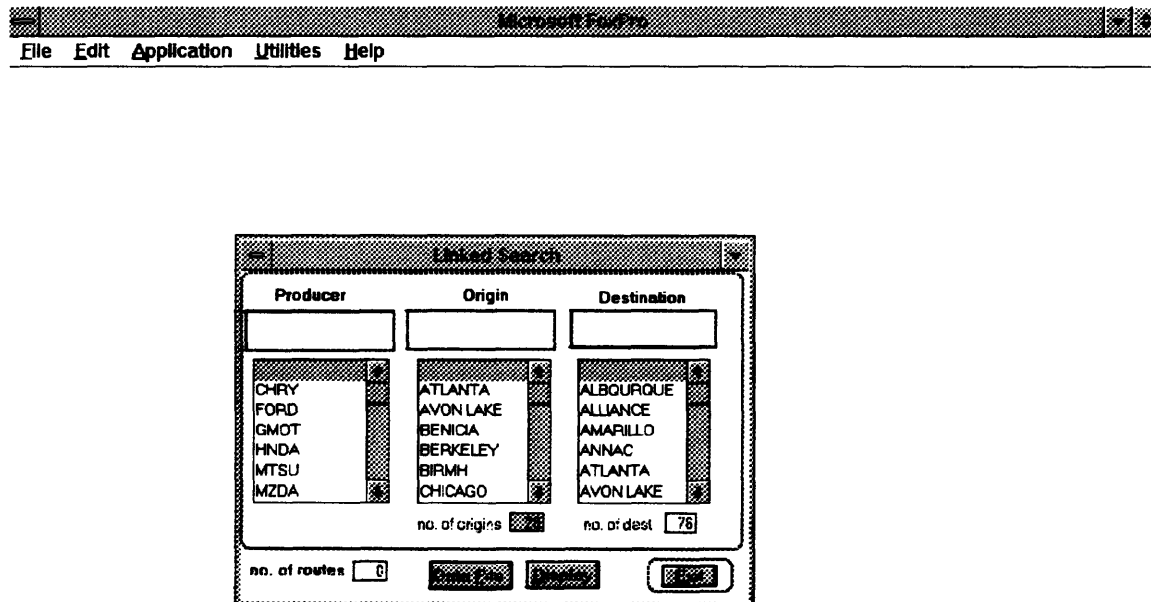 Microsoft FoxPro
File Edit Application Utilities Help
Linked Search
Producer Origin Destination
CHRY ATLANTA ALBQURQUE
FORD AVON LAKE ALLIANCE
GMOT BENICIA AMARILLO
HNDA BERKELEY ANNAC
MTSU BIRMH ATLANTA
MZDA CHICAGO AVON LAKE
no. of origins no. of dest 76
no. of routes 0 Exit